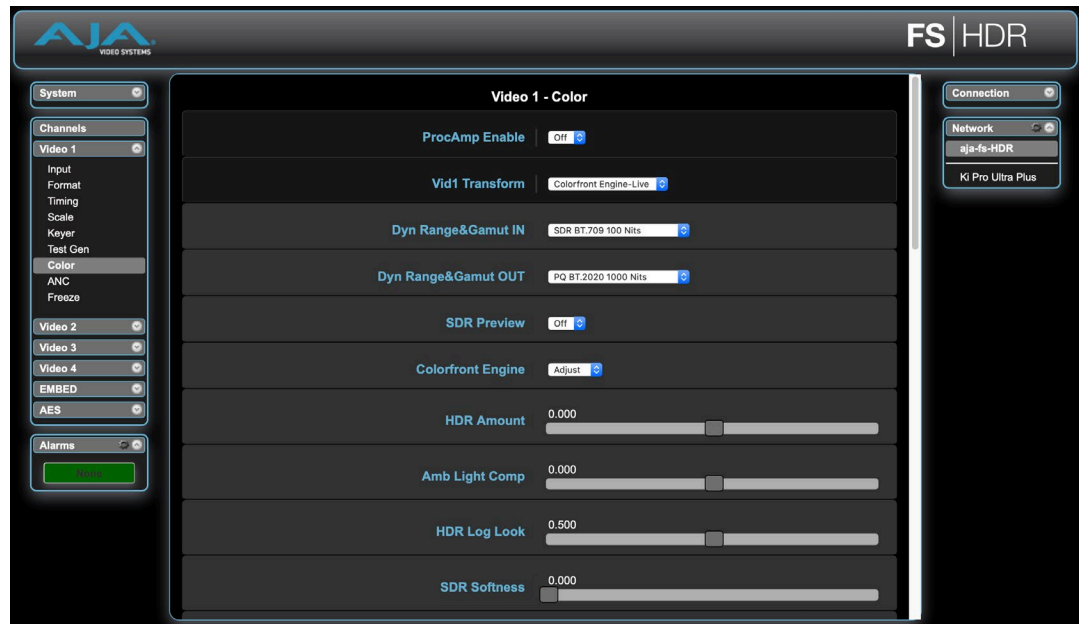 AJA
VIDEO SYSTEMS
FS|HDR
System
Channels
Video 1
Input
Format
Timing
Scale
Keyer
Test Gen
Color
ANC
Freeze
Video 2
Video 3
Video 4
EMBED
AES
Alarms
None
Video 1 - Color
ProcAmp Enable Off
Vid1 Transform Colorfront Engine-Live
Dyn Range&Gamut IN SDR BT.709 100 Nits
Dyn Range&Gamut OUT PQ BT.2020 1000 Nits
SDR Preview Off
Colorfront Engine Adjust
HDR Amount 0.000
Amb Light Comp 0.000
HDR Log Look 0.500
SDR Softness 0.000
Connection
Network
aja-fs-HDR
Ki Pro Ultra Plus